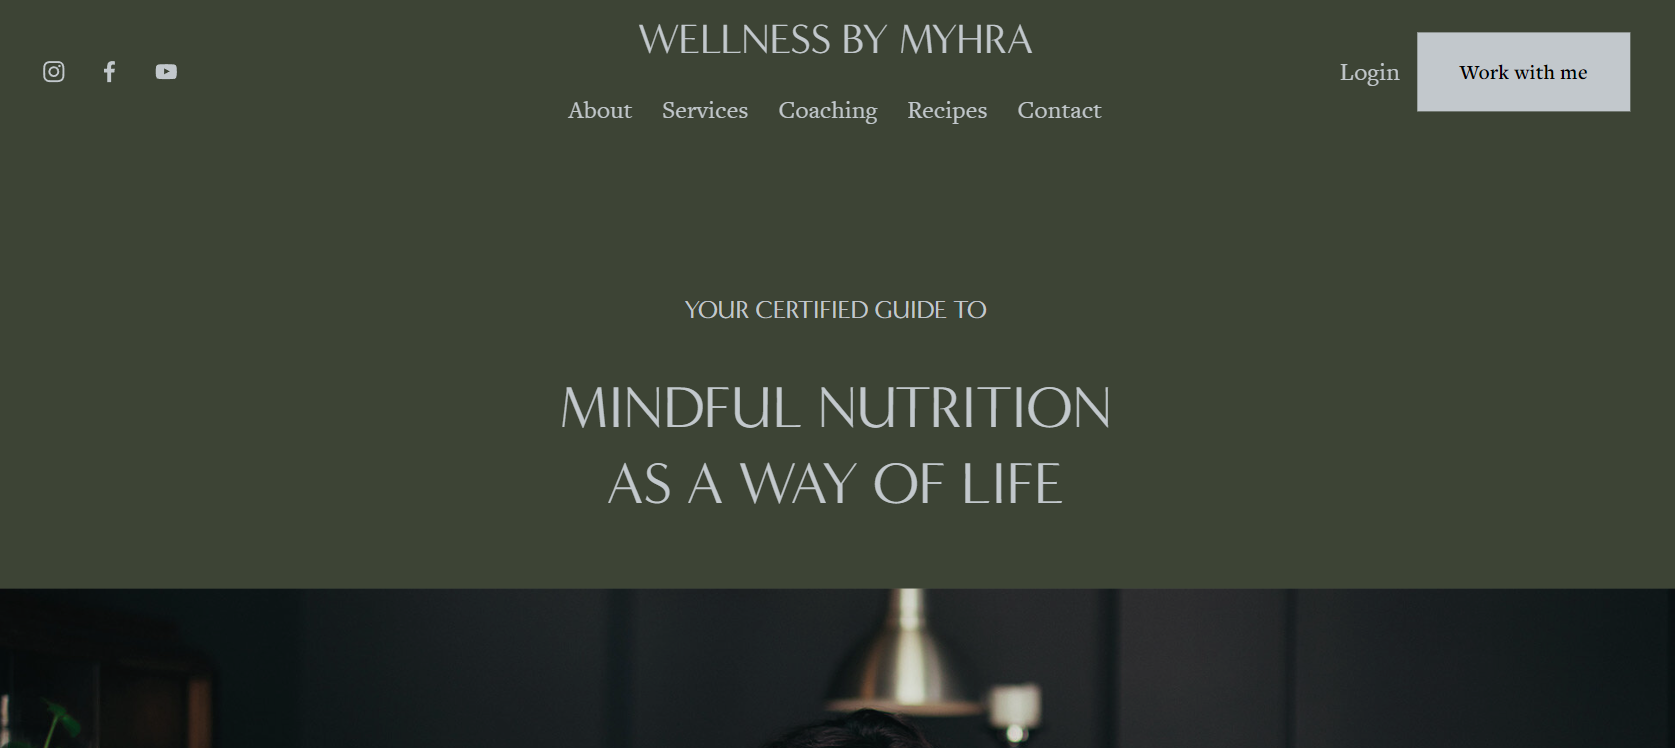 WELLNESS BY MYHRA
Login
Work with me
About Services Coaching Recipes Contact
YOUR CERTIFIED GUIDE TO
MINDFUL NUTRITION
AS A WAY OF LIFE